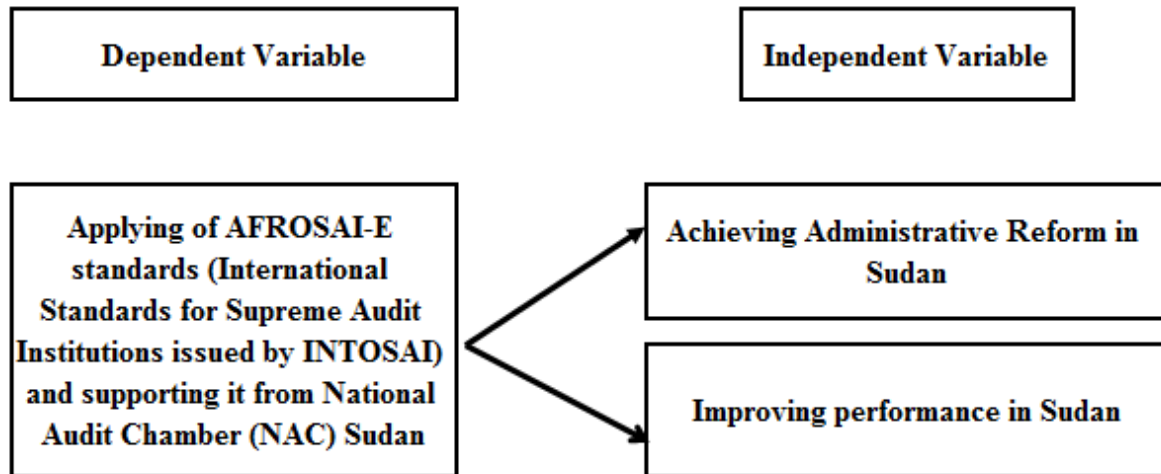 Dependent Variable
Independent Variable
Applying of AFROSAI-E
standards (International
Standards for Supreme Audit
Institutions issued by INTOSAI)
and supporting it from National
Audit Chamber (NAC) Sudan
Achieving Administrative Reform in
Sudan
Improving performance in Sudan